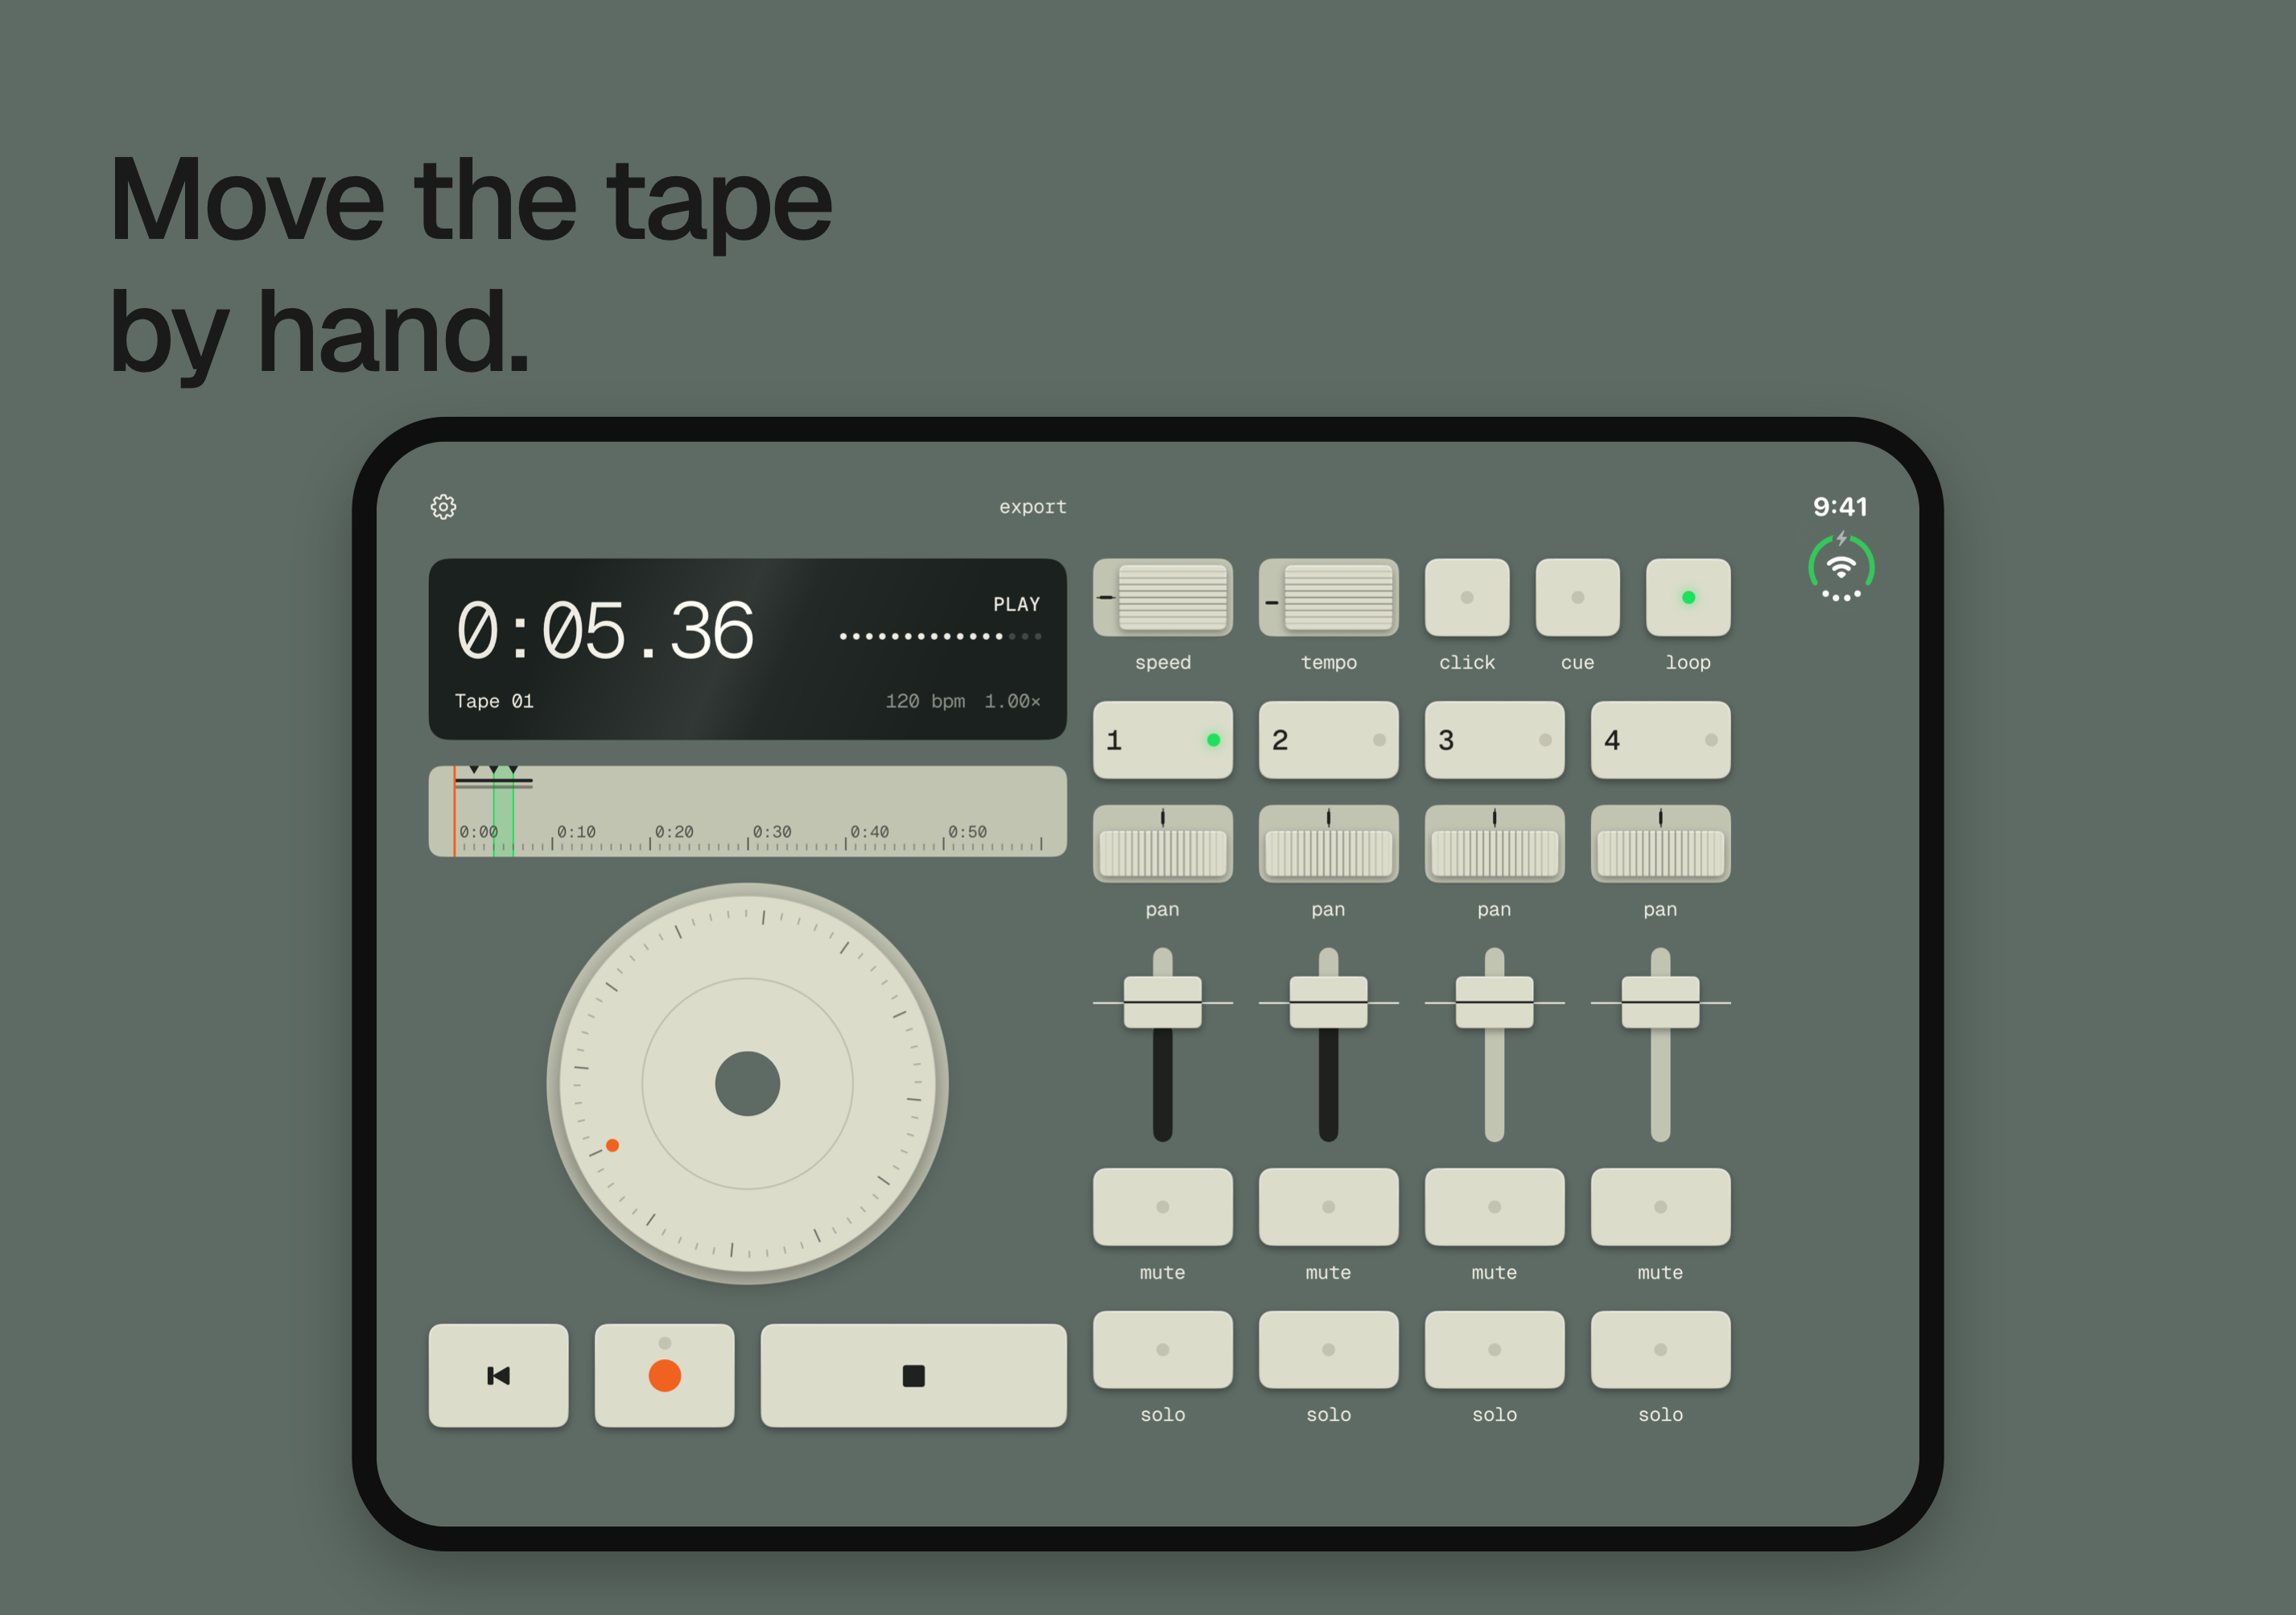 Move the tape
by hand.
export
9:41
0:05.36
PLAY
Tape 01
120 bpm 1.00×
speed
tempo
click
cue
loop
1
2
3
4
0:00 0:10 0:20 0:30 0:40 0:50
pan
pan
pan
pan
mute
mute
mute
mute
solo
solo
solo
solo